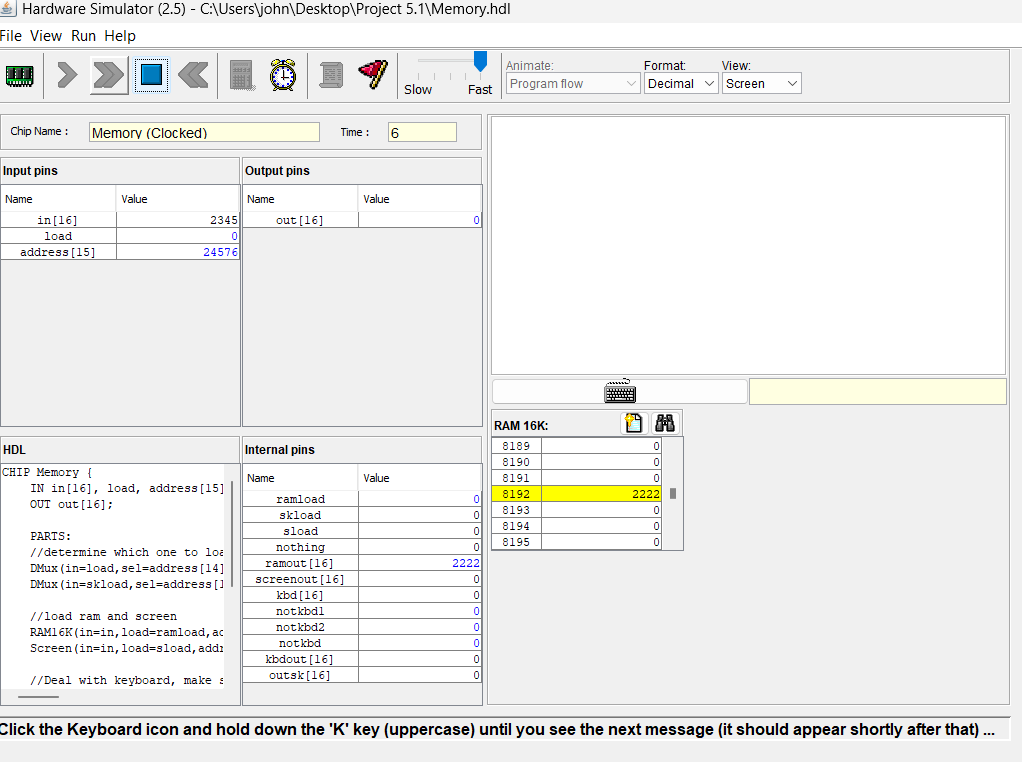 Hardware Simulator (2.5) - C:\Users\john\Desktop\Project 5.1\Memory.hdl
File View Run Help
Slow Fast
Animate: Format: View:
Program flow Decimal Screen
Chip Name : Memory (Clocked) Time : 6
Input pins
Name Value
in[16] 2345
load 0
address[15] 24576
Output pins
Name Value
out[16] 0
HDL
CHIP Memory {
IN in[16], load, address[15]
OUT out[16];
PARTS:
//determine which one to loa
DMux(in=load,sel=address[14]
DMux(in=skload,sel=address[1
//load ram and screen
RAM16K(in=in,load=ramload,ad
Screen(in=in,load=sload,addr
//Deal with keyboard, make s
Internal pins
Name Value
ramload 0
skload 0
sload 0
nothing 0
ramout[16] 2222
screenout[16] 0
kbd[16] 0
notkbd1 0
notkbd2 0
notkbd 0
kbdout[16] 0
outsk[16] 0
RAM 16K:
8189 0
8190 0
8191 0
8192 2222
8193 0
8194 0
8195 0
Click the Keyboard icon and hold down the 'K' key (uppercase) until you see the next message (it should appear shortly after that) ...